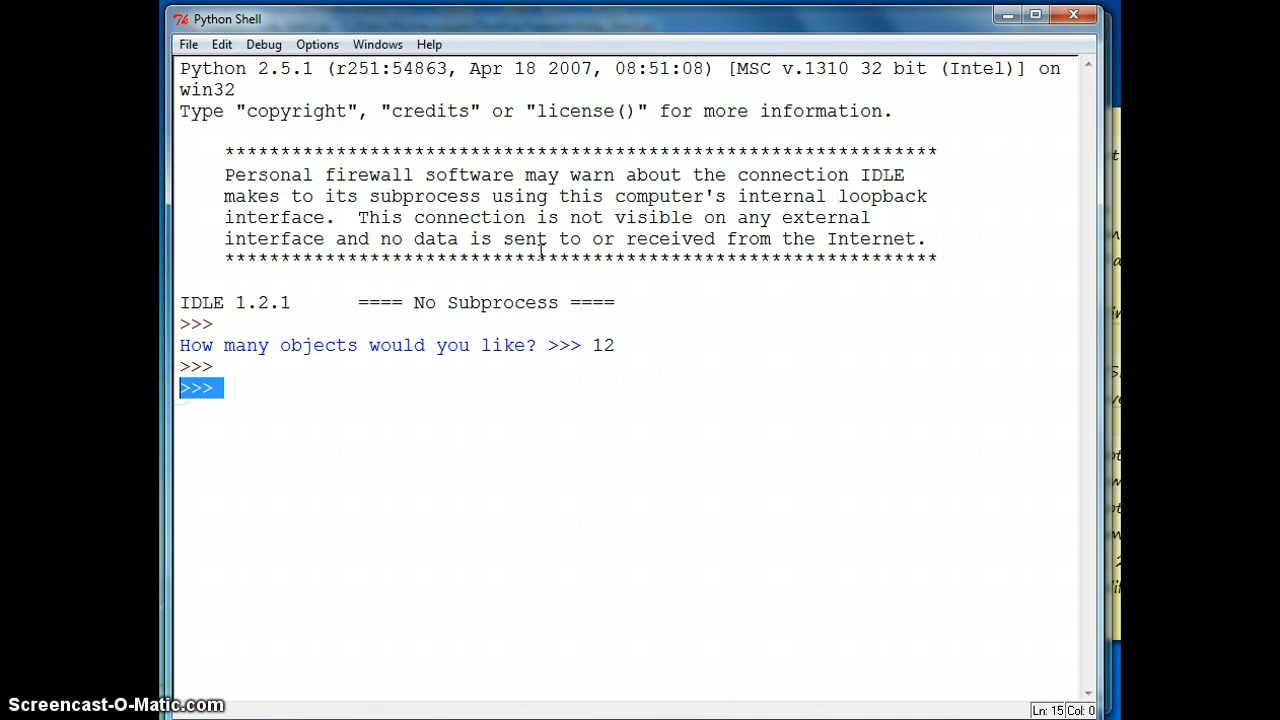 Python Shell
File Edit Debug Options Windows Help
Python 2.5.1 (r251:54863, Apr 18 2007, 08:51:08) [MSC v.1310 32 bit (Intel)] on
win32
Type "copyright", "credits" or "license()" for more information.
****************************************************************
Personal firewall software may warn about the connection IDLE
makes to its subprocess using this computer's internal loopback
interface.  This connection is not visible on any external
interface and no data is sent to or received from the Internet.
****************************************************************
IDLE 1.2.1      ==== No Subprocess ====
>>>
How many objects would you like? >>> 12
>>>
>>>
Screencast-O-Matic.com
Ln: 15 Col: 0